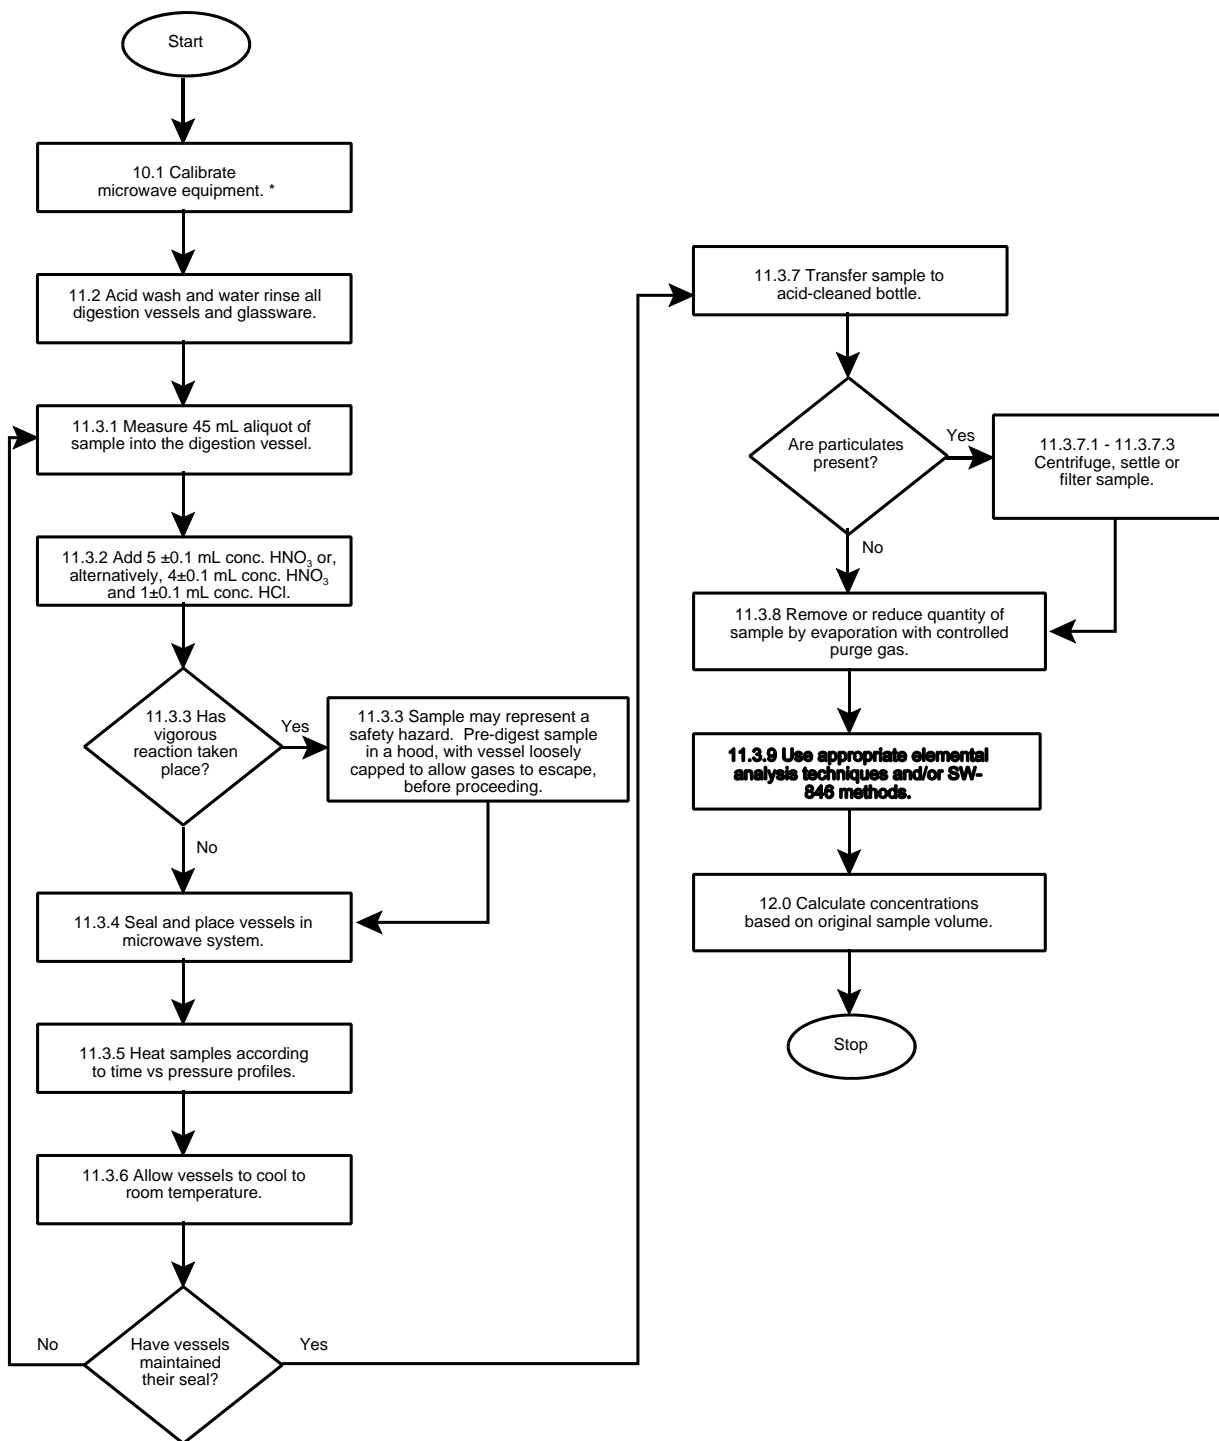 Start
10.1 Calibrate
microwave equipment. *
11.2 Acid wash and water rinse all
digestion vessels and glassware.
11.3.1 Measure 45 mL aliquot of
sample into the digestion vessel.
11.3.2 Add 5 ±0.1 mL conc. HNO₃ or,
alternatively, 4±0.1 mL conc. HNO₃
and 1±0.1 mL conc. HCl.
11.3.3 Has
vigorous
reaction taken
place?
Yes
11.3.3 Sample may represent a
safety hazard. Pre-digest sample
in a hood, with vessel loosely
capped to allow gases to escape,
before proceeding.
No
11.3.4 Seal and place vessels in
microwave system.
11.3.5 Heat samples according
to time vs pressure profiles.
11.3.6 Allow vessels to cool to
room temperature.
No
Have vessels
maintained
their seal?
Yes
11.3.7 Transfer sample to
acid-cleaned bottle.
Are particulates
present?
Yes
11.3.7.1 - 11.3.7.3
Centrifuge, settle or
filter sample.
No
11.3.8 Remove or reduce quantity of
sample by evaporation with controlled
purge gas.
11.3.9 Use appropriate elemental
analysis techniques and/or SW-
846 methods.
12.0 Calculate concentrations
based on original sample volume.
Stop